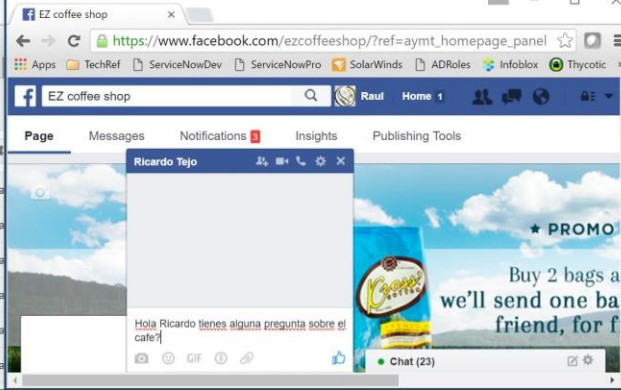 EZ coffee shop
https://www.facebook.com/ezcoffeeshop/?ref=aymt_homepage_panel
Apps TechRef ServiceNowDev ServiceNowPro SolarWinds ADRoles Infoblox Thycotic
EZ coffee shop Raul Home 1
Page Messages Notifications 3 Insights Publishing Tools
Ricardo Tejo
★ PROMO
Buy 2 bags a
we'll send one ba
friend, for f
Hola Ricardo tienes alguna pregunta sobre el
cafe?
GIF
Chat (23)